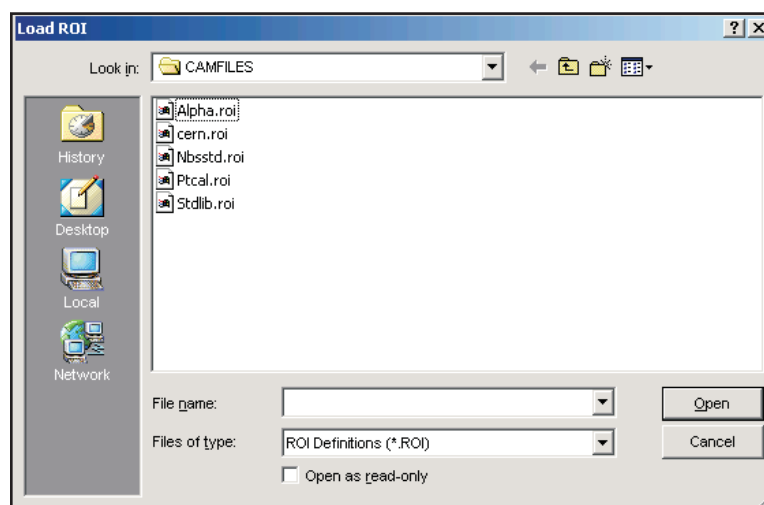 Load ROI
Look in: CAMFILES
History
Desktop
Local
Network
Alpha.roi
cern.roi
Nbsstd.roi
Ptcal.roi
Stdlib.roi
File name:
Open
Files of type: ROI Definitions (*.ROI)
Cancel
Open as read-only